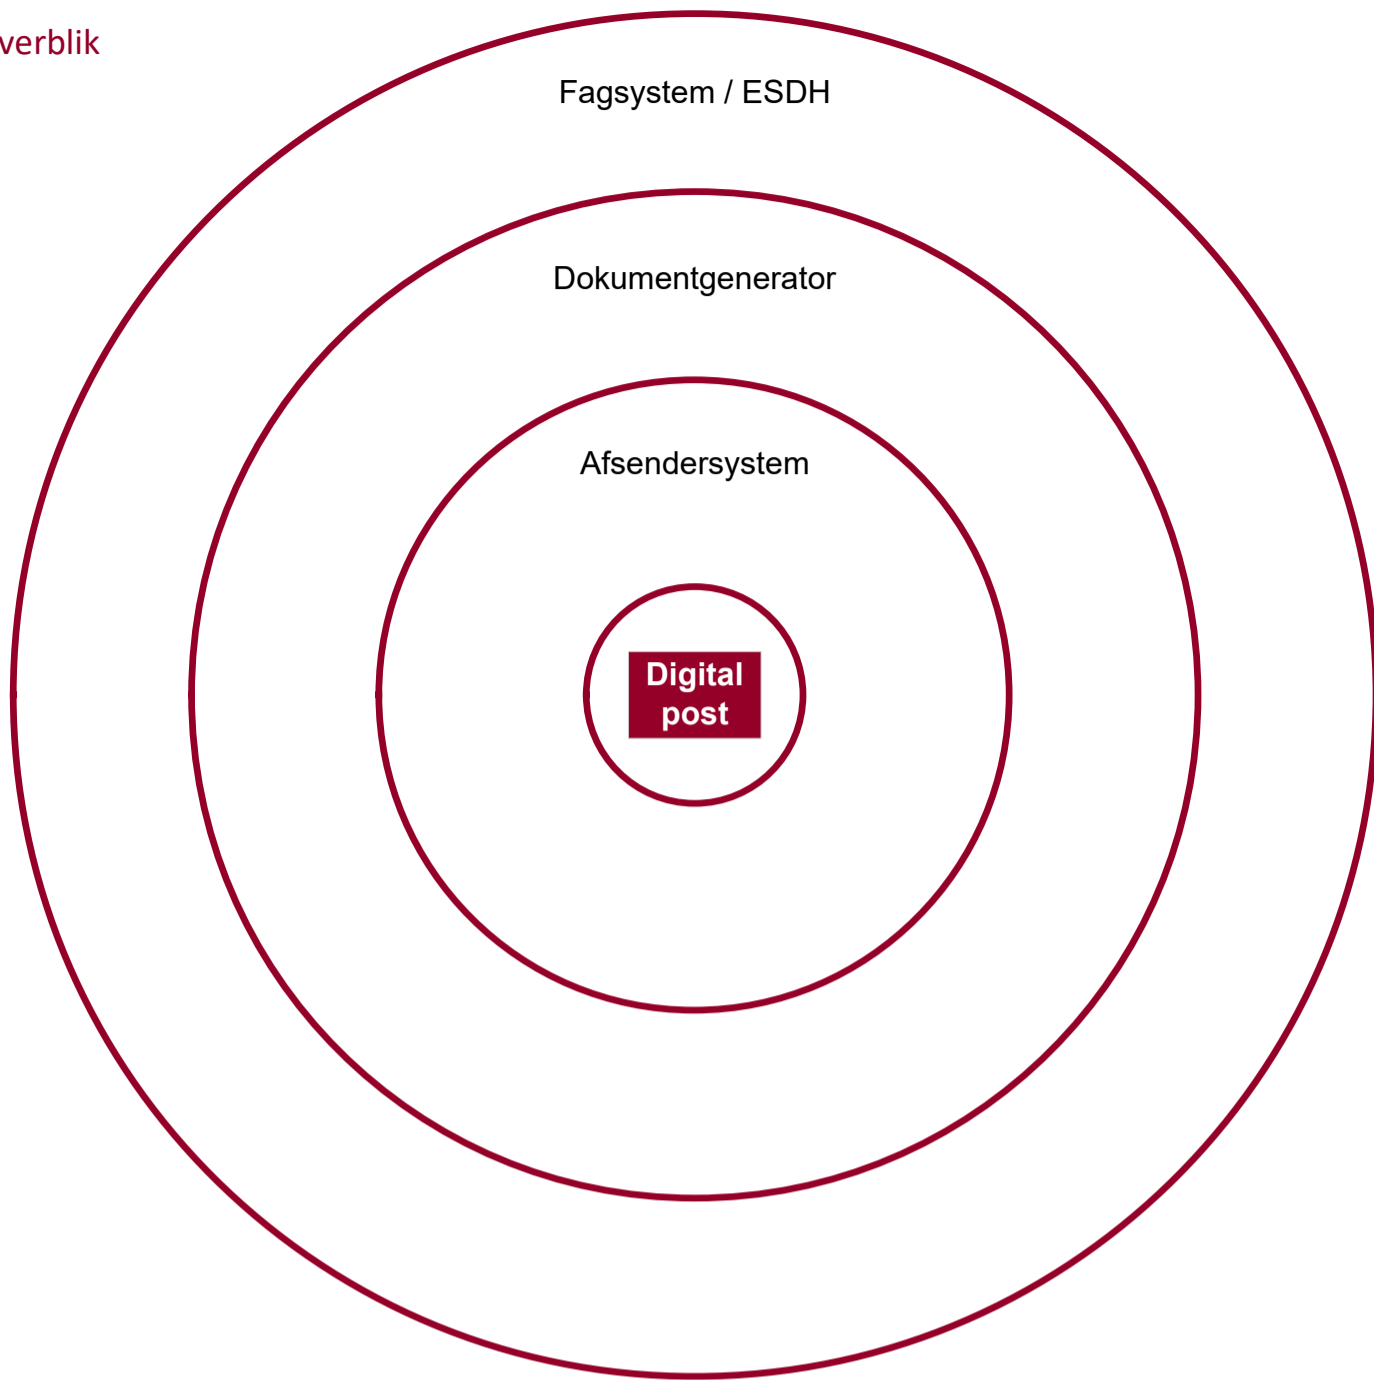 verblik
Fagsystem / ESDH
Dokumentgenerator
Afsendersystem
Digital
post